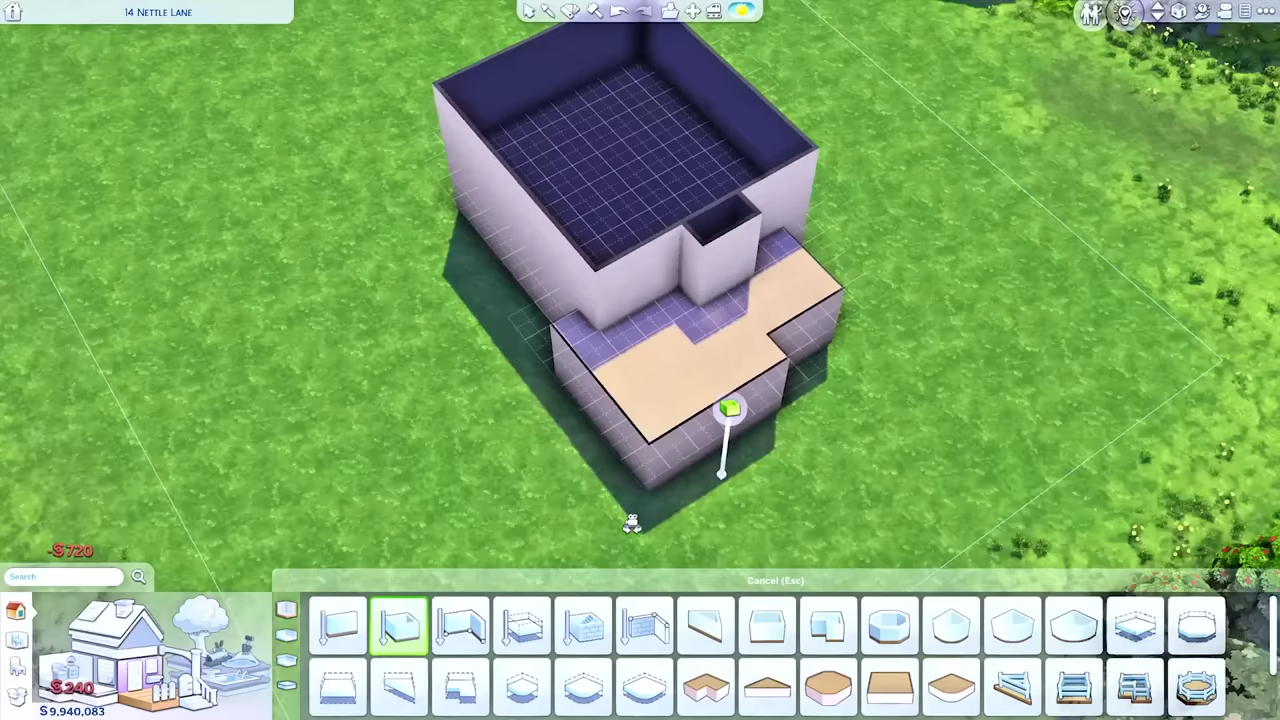 14 Nettle Lane
-§720
Search
Cancel (Esc)
-§240
§9,940,083